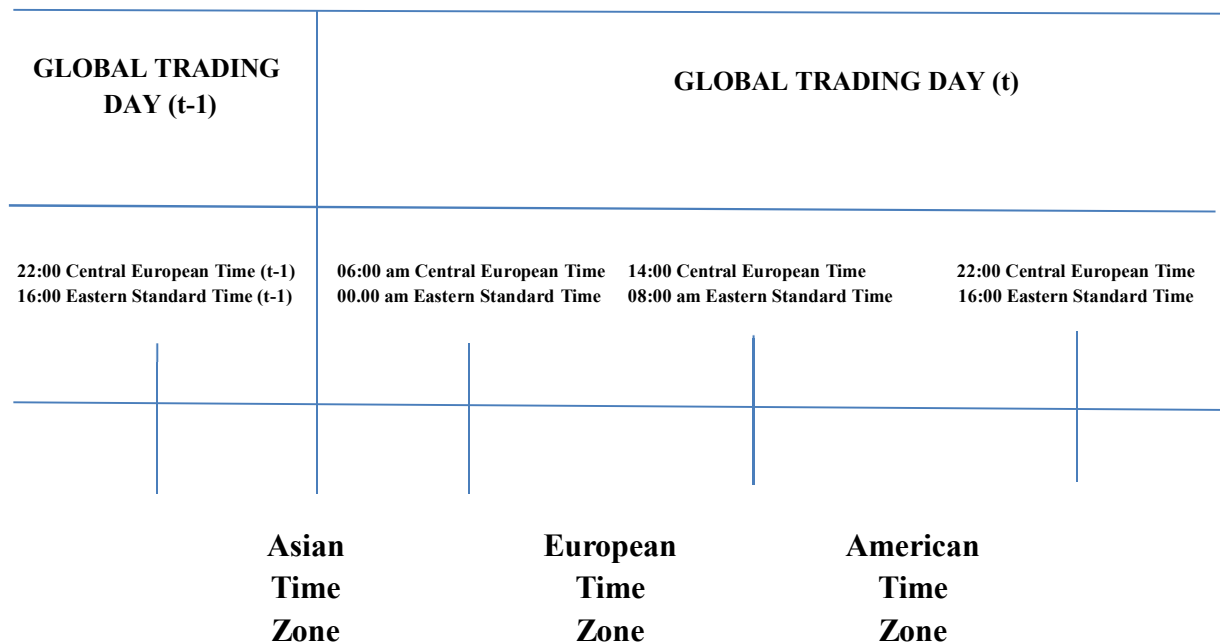 GLOBAL TRADING
DAY (t-1)
GLOBAL TRADING DAY (t)
22:00 Central European Time (t-1)
16:00 Eastern Standard Time (t-1)
06:00 am Central European Time
00.00 am Eastern Standard Time
14:00 Central European Time
08:00 am Eastern Standard Time
22:00 Central European Time
16:00 Eastern Standard Time
Asian
Time
Zone
European
Time
Zone
American
Time
Zone